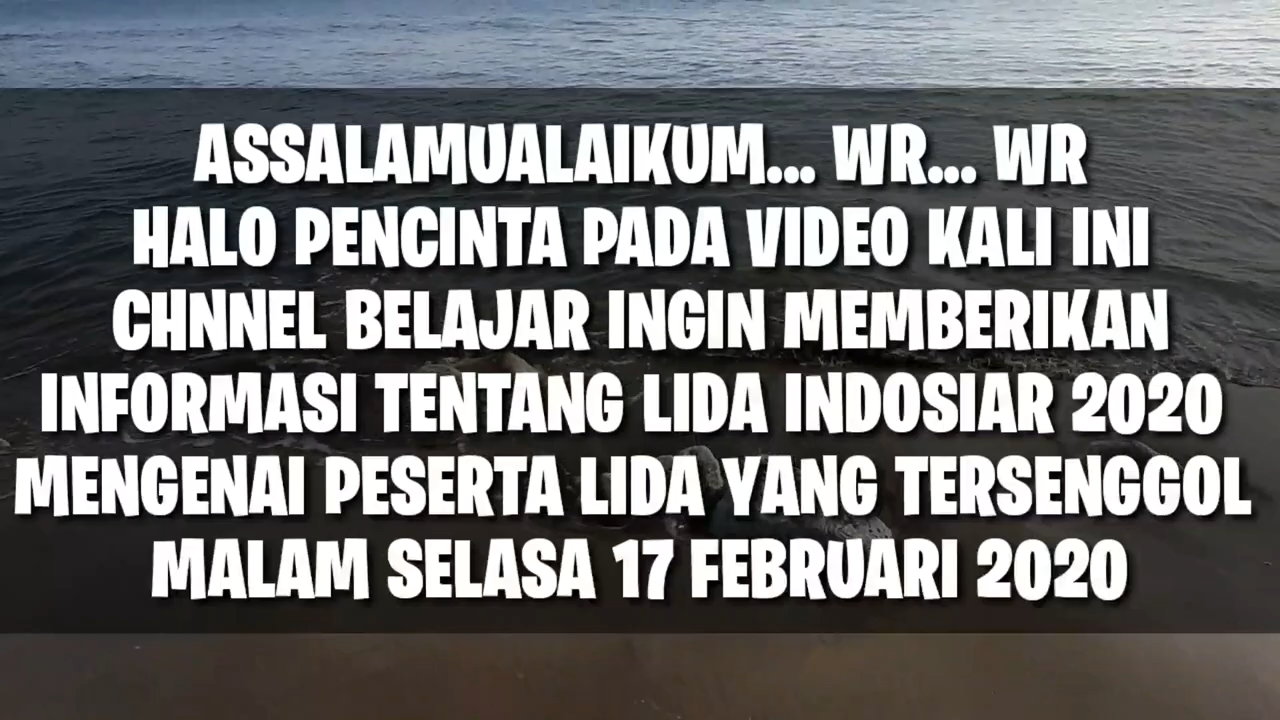 ASSALAMUALAIKUM... WR... WR
HALO PENCINTA PADA VIDEO KALI INI
CHNNEL BELAJAR INGIN MEMBERIKAN
INFORMASI TENTANG LIDA INDOSIAR 2020
MENGENAI PESERTA LIDA YANG TERSENGGOL
MALAM SELASA 17 FEBRUARI 2020